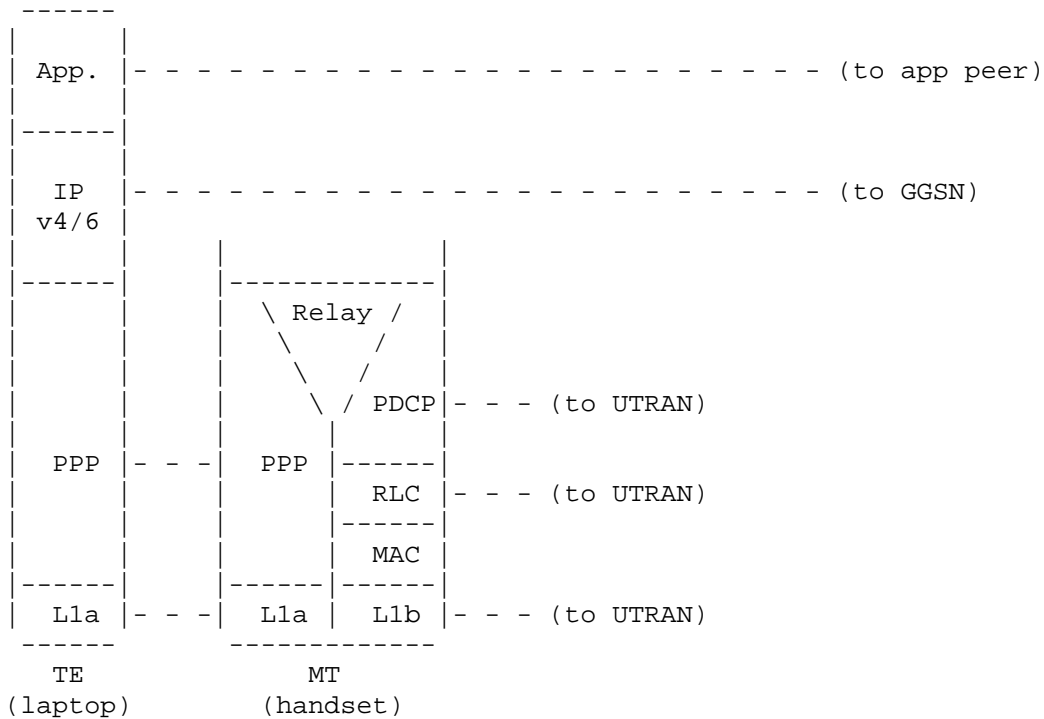 App. (to app peer)
IP (to GGSN)
v4/6
Relay
PDCP (to UTRAN)
PPP PPP
RLC (to UTRAN)
MAC
L1a L1a L1b (to UTRAN)
TE MT
(laptop) (handset)